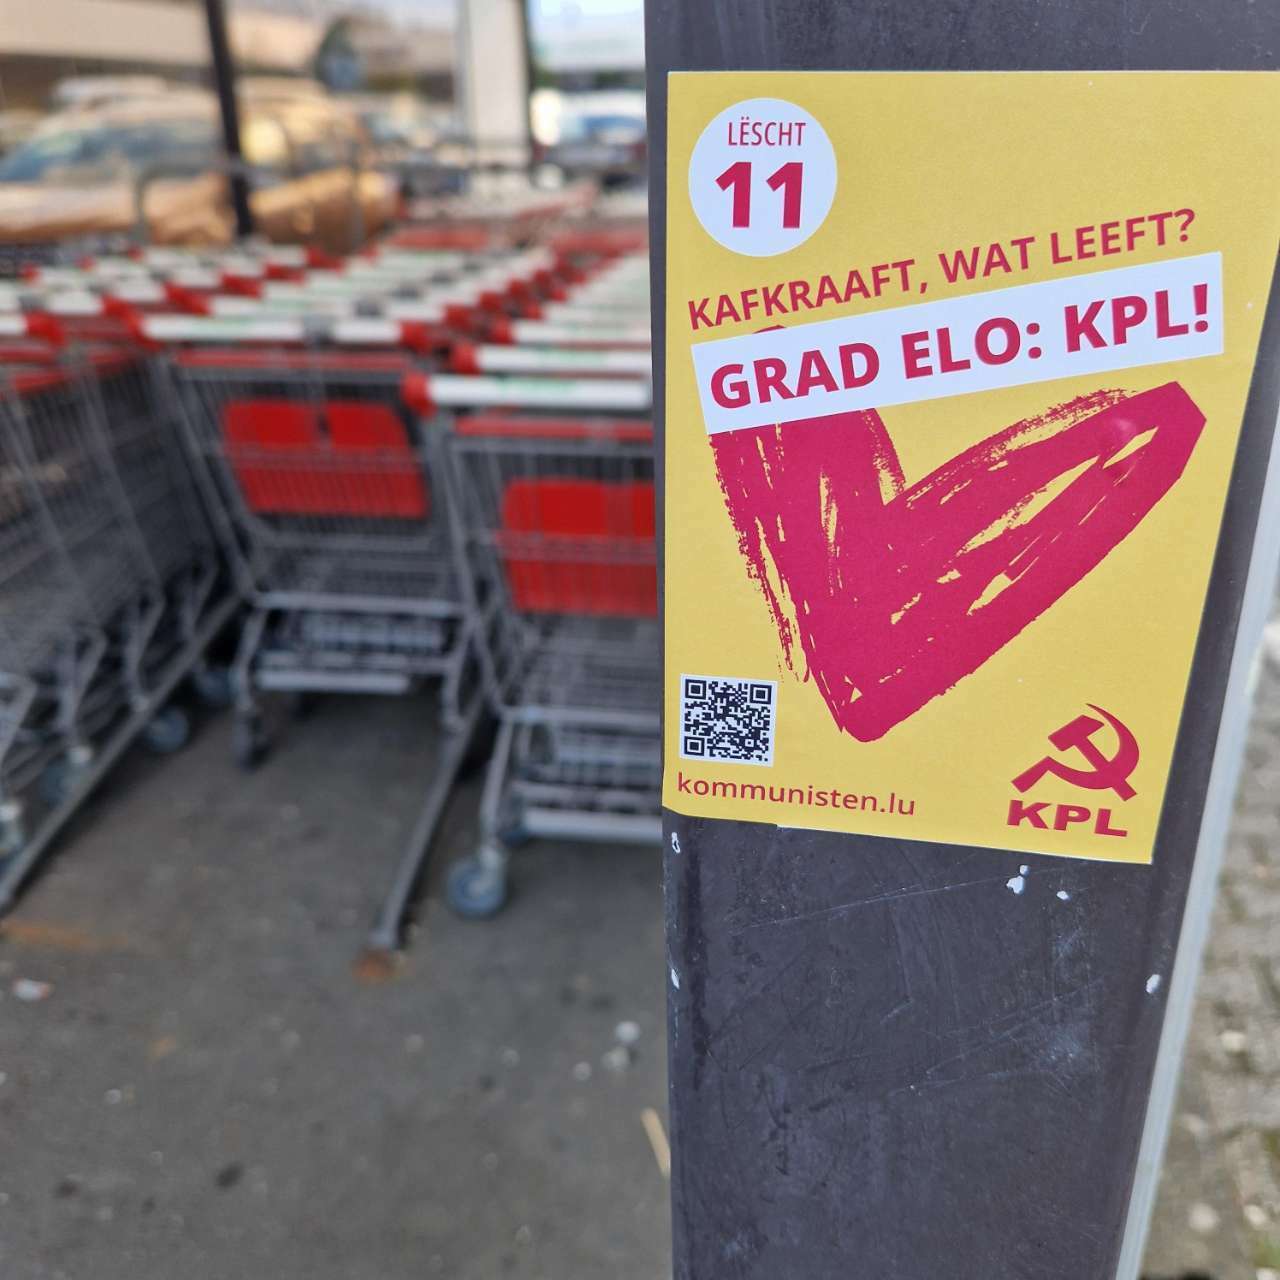 LËSCHT
11
KAFKRAAFT, WAT LEEFT?
GRAD ELO: KPL!
kommunisten.lu
KPL